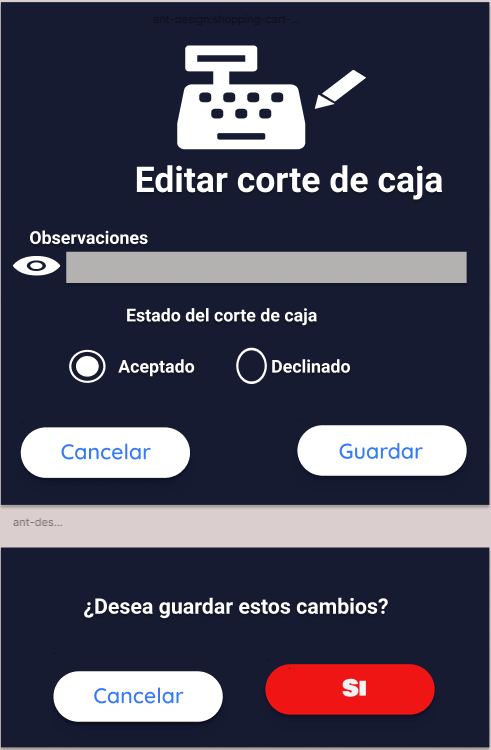 ant-design:shopping-cart-...
Editar corte de caja
Observaciones
Estado del corte de caja
Aceptado
Declinado
Cancelar
Guardar
ant-des...
¿Desea guardar estos cambios?
Cancelar
SI